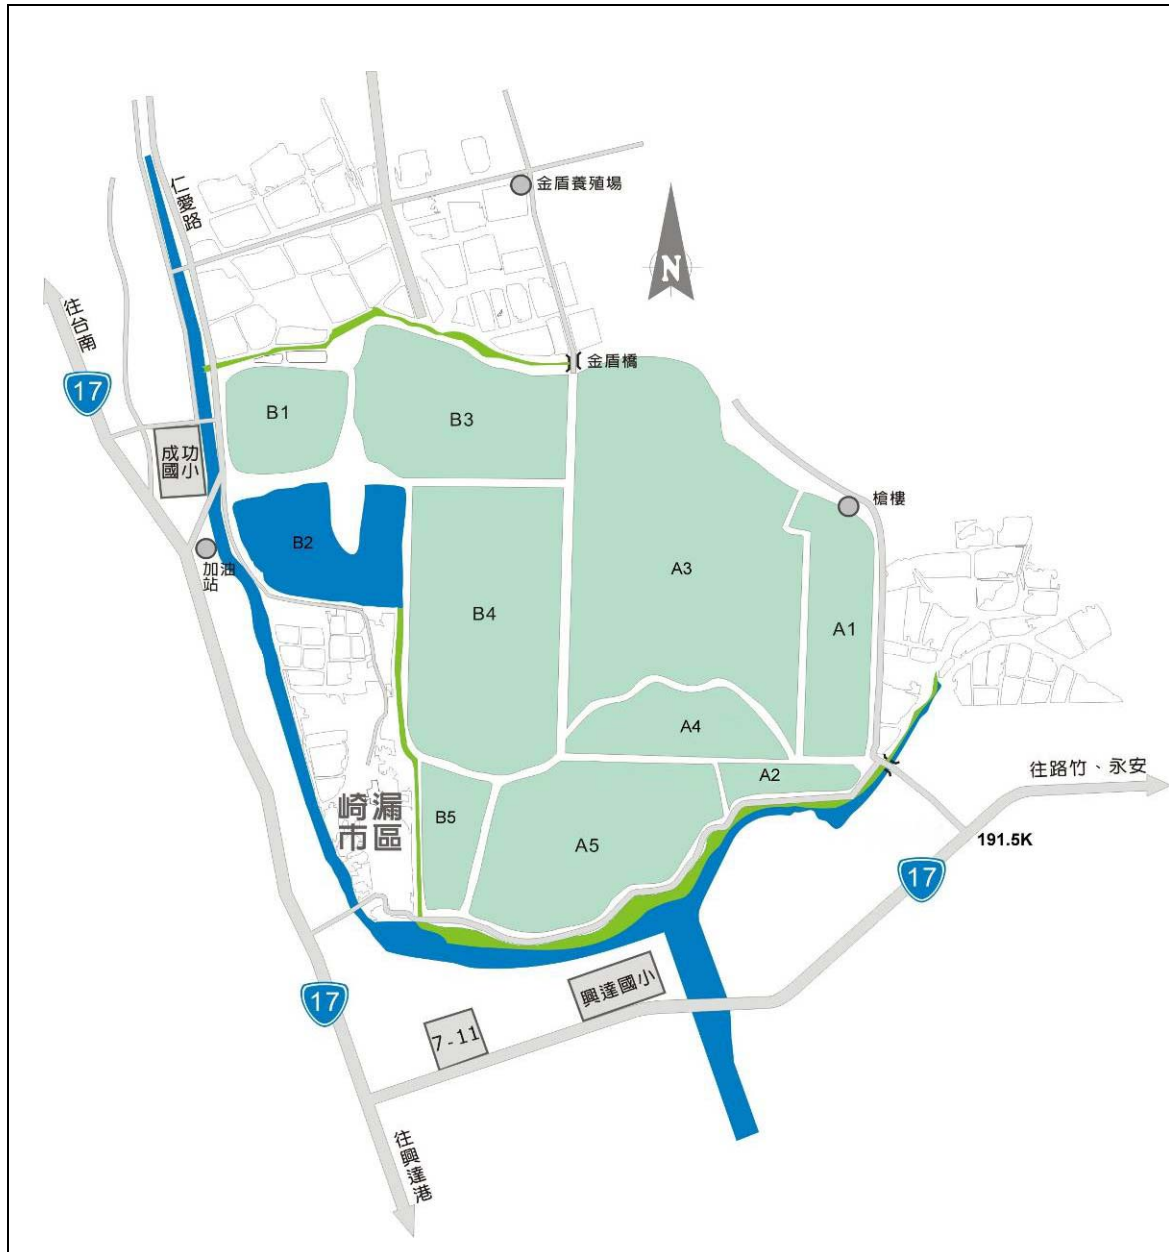 仁愛路
金盾養殖場
N
往台南
17
金盾橋
B1
B3
成功
國小
槍樓
B2
加油
站
A3
B4
A1
A4
A2
往路竹、永安
崎漏
市區
B5
A5
191.5K
17
17
興達國小
7-11
往興達港